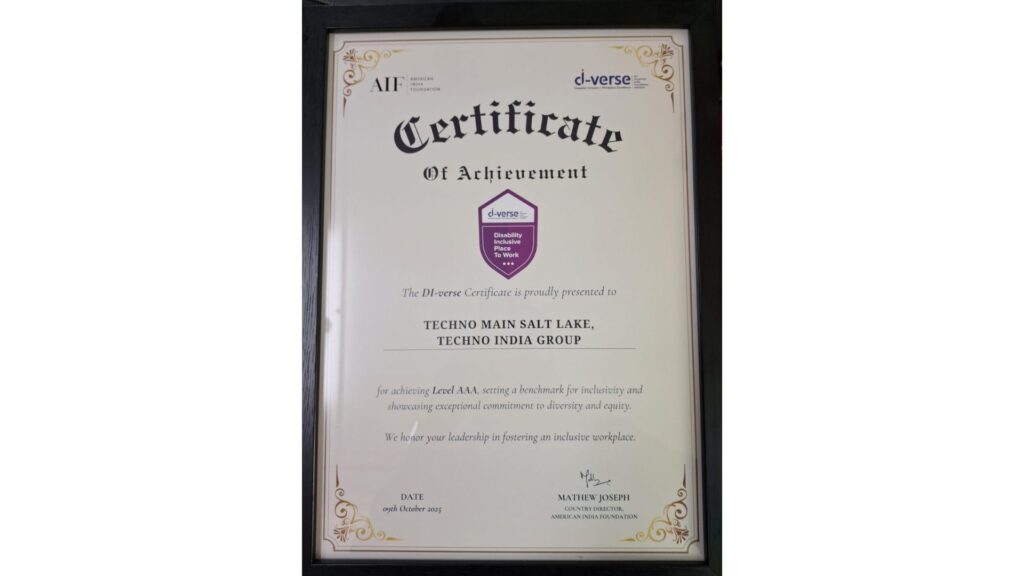 AIF
AMERICAN
INDIA
FOUNDATION
di-verse
Certificate
Of Achievement
di-verse
Disability
Inclusive
Place
To Work
The DI-verse Certificate is proudly presented to
TECHNO MAIN SALT LAKE,
TECHNO INDIA GROUP
for achieving Level AAA, setting a benchmark for inclusivity and
showcasing exceptional commitment to diversity and equity.
We honor your leadership in fostering an inclusive workplace.
DATE
09th October 2025
MATHEW JOSEPH
COUNTRY DIRECTOR,
AMERICAN INDIA FOUNDATION